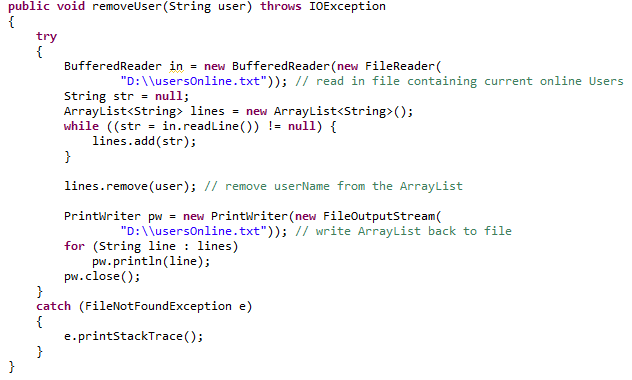 public void removeUser(String user) throws IOException
{
    try
    {
        BufferedReader in = new BufferedReader(new FileReader(
                "D:\\usersOnline.txt")); // read in file containing current online Users
        String str = null;
        ArrayList<String> lines = new ArrayList<String>();
        while ((str = in.readLine()) != null) {
            lines.add(str);
        }

        lines.remove(user); // remove userName from the ArrayList

        PrintWriter pw = new PrintWriter(new FileOutputStream(
                "D:\\usersOnline.txt")); // write ArrayList back to file
        for (String line : lines)
            pw.println(line);
        pw.close();
    }
    catch (FileNotFoundException e)
    {
        e.printStackTrace();
    }
}